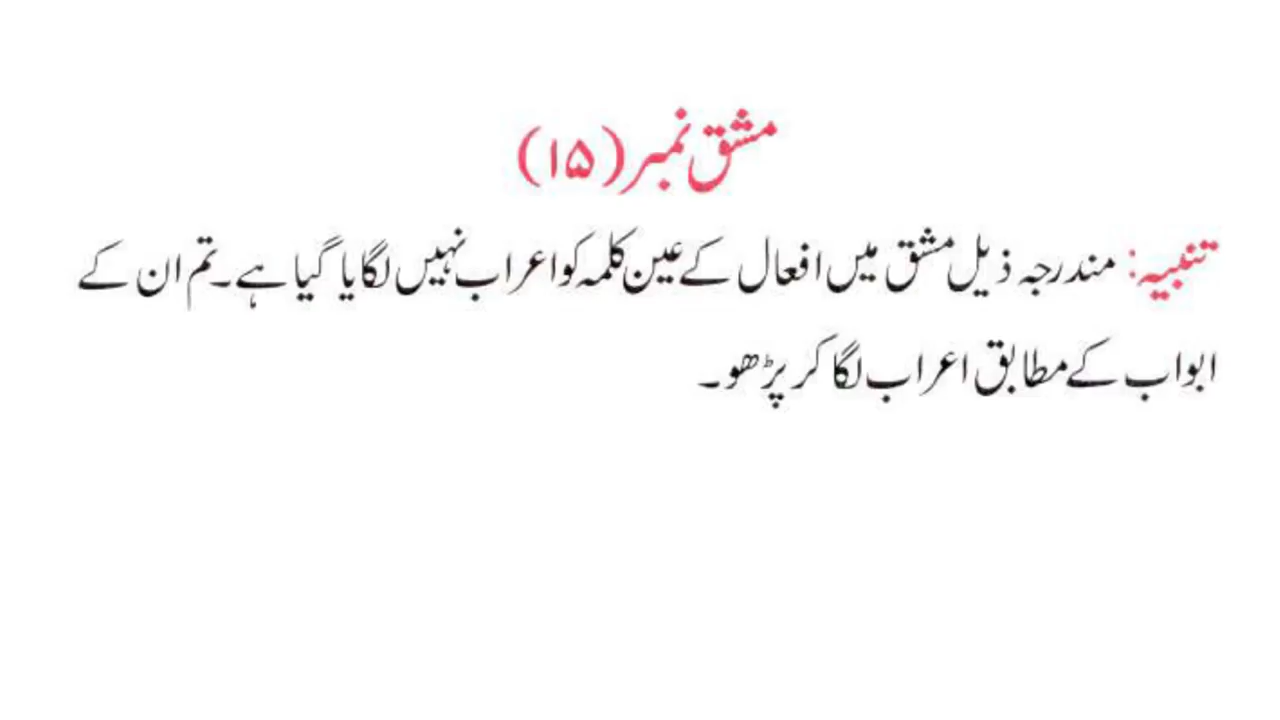 مشق نمبر (۱۵)
تنبیہ: مندرجہ ذیل مشق میں افعال کے عین کلمہ کو اعراب نہیں لگایا گیا ہے۔ تم ان کے
ابواب کے مطابق اعراب لگا کر پڑھو۔